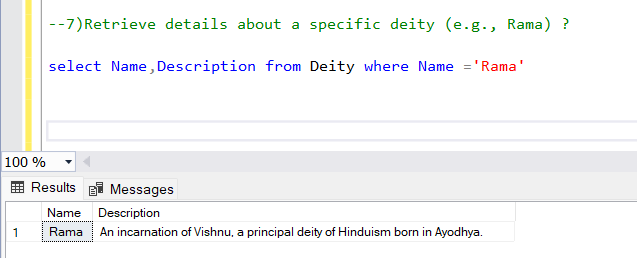 --7)Retrieve details about a specific deity (e.g., Rama) ?
select Name,Description from Deity where Name ='Rama'
100 %
Results Messages
Name Description
1 Rama An incarnation of Vishnu, a principal deity of Hinduism born in Ayodhya.